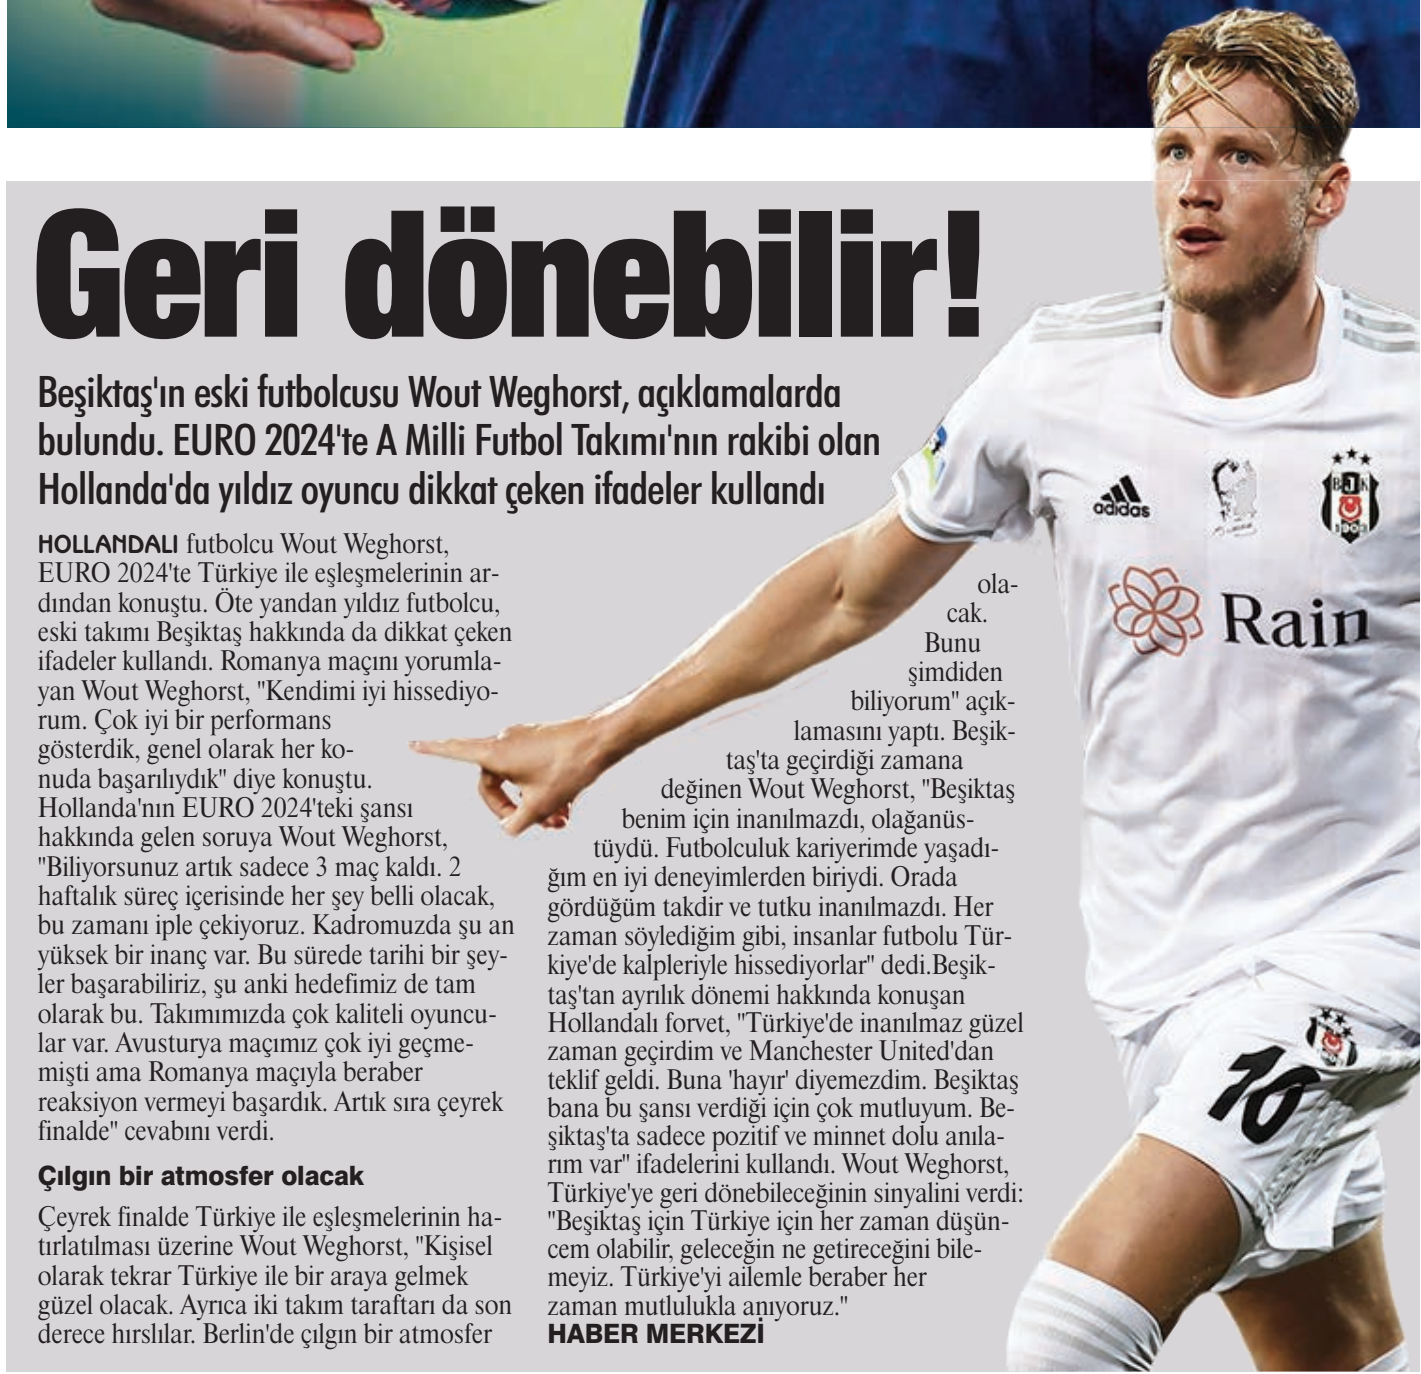 Geri dönebilir!
Beşiktaş'ın eski futbolcusu Wout Weghorst, açıklamalarda
bulundu. EURO 2024'te A Milli Futbol Takımı'nın rakibi olan
Hollanda'da yıldız oyuncu dikkat çeken ifadeler kullandı
HOLLANDALI futbolcu Wout Weghorst,
EURO 2024'te Türkiye ile eşleşmelerinin ar-
dından konuştu. Öte yandan yıldız futbolcu,
eski takımı Beşiktaş hakkında da dikkat çeken
ifadeler kullandı. Romanya maçını yorumla-
yan Wout Weghorst, "Kendimi iyi hissediyo-
rum. Çok iyi bir performans
gösterdik, genel olarak her ko-
nuda başarılıydık" diye konuştu.
Hollanda'nın EURO 2024'teki şansı
hakkında gelen soruya Wout Weghorst,
"Biliyorsunuz artık sadece 3 maç kaldı. 2
haftalık süreç içerisinde her şey belli olacak,
bu zamanı iple çekiyoruz. Kadromuzda şu an
yüksek bir inanç var. Bu sürede tarihi bir şey-
ler başarabiliriz, şu anki hedefimiz de tam
olarak bu. Takımımızda çok kaliteli oyuncu-
lar var. Avusturya maçımız çok iyi geçme-
mişti ama Romanya maçıyla beraber
reaksiyon vermeyi başardık. Artık sıra çeyrek
finalde" cevabını verdi.
Çılgın bir atmosfer olacak
Çeyrek finalde Türkiye ile eşleşmelerinin ha-
tırlatılması üzerine Wout Weghorst, "Kişisel
olarak tekrar Türkiye ile bir araya gelmek
güzel olacak. Ayrıca iki takım taraftarı da son
derece hırslılar. Berlin'de çılgın bir atmosfer
ola-
cak.
Bunu
şimdiden
biliyorum" açık-
lamasını yaptı. Beşik-
taş'ta geçirdiği zamana
değinen Wout Weghorst, "Beşiktaş
benim için inanılmazdı, olağanüs-
tüydü. Futbolculuk kariyerimde yaşadı-
ğım en iyi deneyimlerden biriydi. Orada
gördüğüm takdir ve tutku inanılmazdı. Her
zaman söylediğim gibi, insanlar futbolu Tür-
kiye'de kalpleriyle hissediyorlar" dedi.Beşik-
taş'tan ayrılık dönemi hakkında konuşan
Hollandalı forvet, "Türkiye'de inanılmaz güzel
zaman geçirdim ve Manchester United'dan
teklif geldi. Buna 'hayır' diyemezdim. Beşiktaş
bana bu şansı verdiği için çok mutluyum. Be-
şiktaş'ta sadece pozitif ve minnet dolu anıla-
rım var" ifadelerini kullandı. Wout Weghorst,
Türkiye'ye geri dönebileceğinin sinyalini verdi:
"Beşiktaş için Türkiye için her zaman düşün-
cem olabilir, geleceğin ne getireceğini bile-
meyiz. Türkiye'yi ailemle beraber her
zaman mutlulukla anıyoruz."
HABER MERKEZİ
adidas
BJK
1903
Rain
10